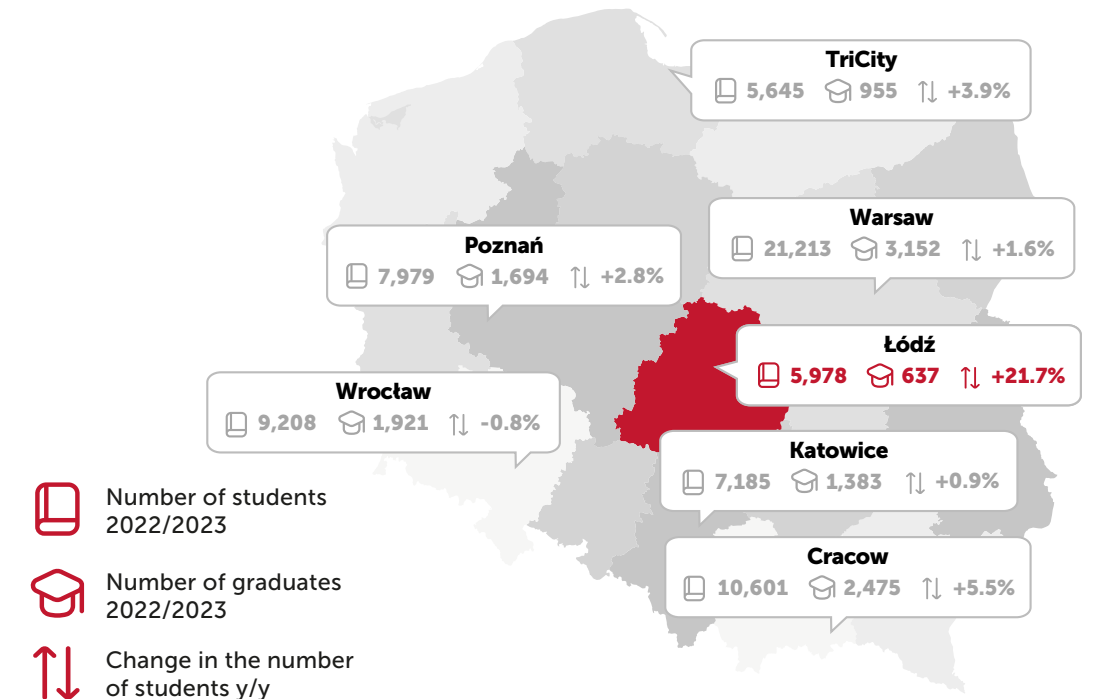 TriCity
5,645 955 +3.9%
Warsaw
21,213 3,152 +1.6%
Poznań
7,979 1,694 +2.8%
Łódź
5,978 637 +21.7%
Wrocław
9,208 1,921 -0.8%
Katowice
7,185 1,383 +0.9%
Cracow
10,601 2,475 +5.5%
Number of students
2022/2023
Number of graduates
2022/2023
Change in the number
of students y/y